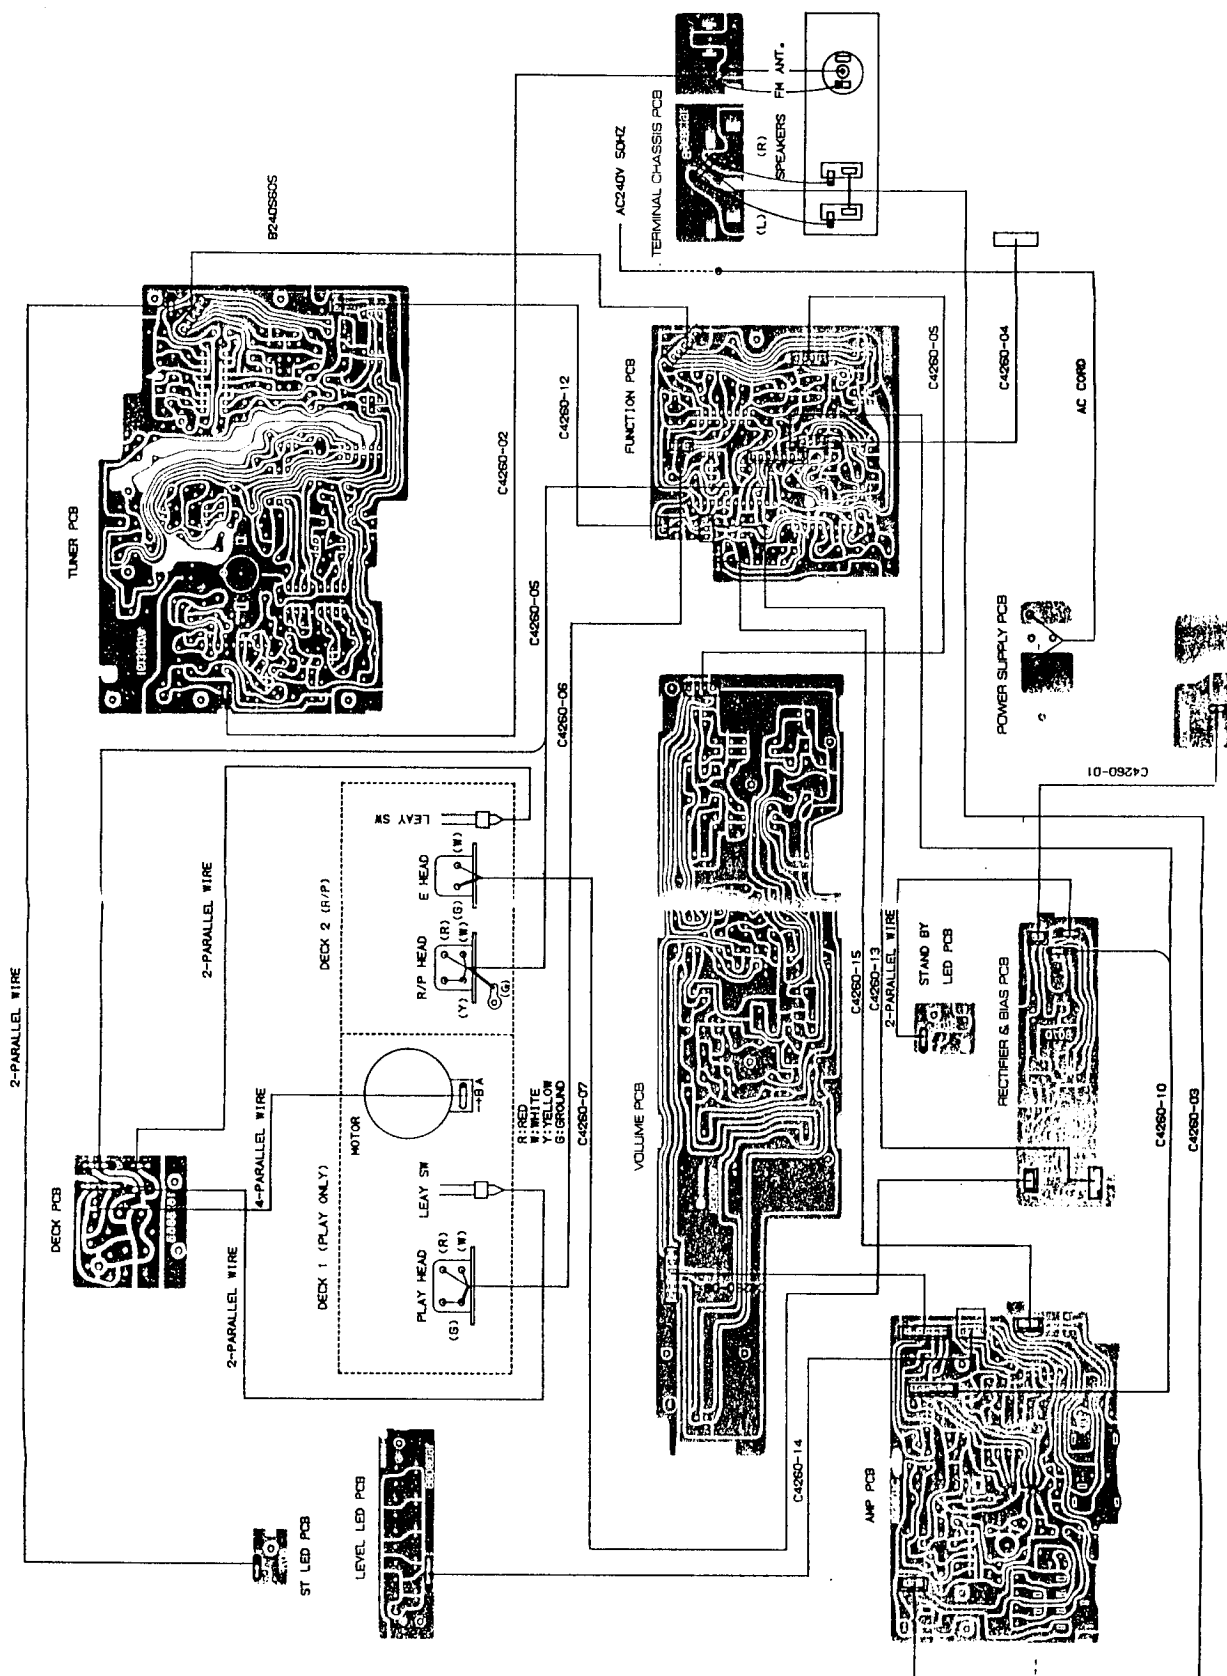 2-PARALLEL WIRE
ST LED PCB
LEVEL LED PCB
DECK PCB
2-PARALLEL WIRE
4-PARALLEL WIRE
2-PARALLEL WIRE
TUNER PCB
B240S60S
C4260-12
C4260-02
C4260-05
C4260-06
DECK 1 (PLAY ONLY)
PLAY HEAD
(R)
(W)
(G)
LEAY SW
MOTOR
-+BA
DECK 2 (R/P)
R/P HEAD
(R)
(W)
(Y)
(G)
E HEAD
(G)
(W)
LEAY SW
R:RED
W:WHITE
Y:YELLOW
G:GROUND
C4260-07
FUNCTION PCB
TERMINAL CHASSIS PCB
AC240V 50HZ
(L)
(R)
SPEAKERS
FM ANT.
C4260-05
C4260-04
AC CORD
POWER SUPPLY PCB
C4260-01
VOLUME PCB
C4260-15
C4260-13
2-PARALLEL WIRE
STAND BY
LED PCB
RECTIFIER & BIAS PCB
C4260-10
C4260-03
C4260-14
AMP PCB